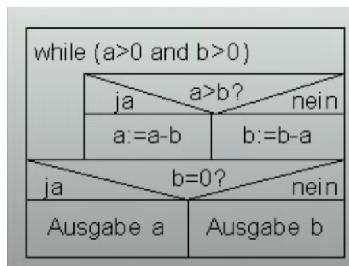 while (a>0 and b>0)
a>b?
ja nein
a:=a-b b:=b-a
b=0?
ja nein
Ausgabe a Ausgabe b